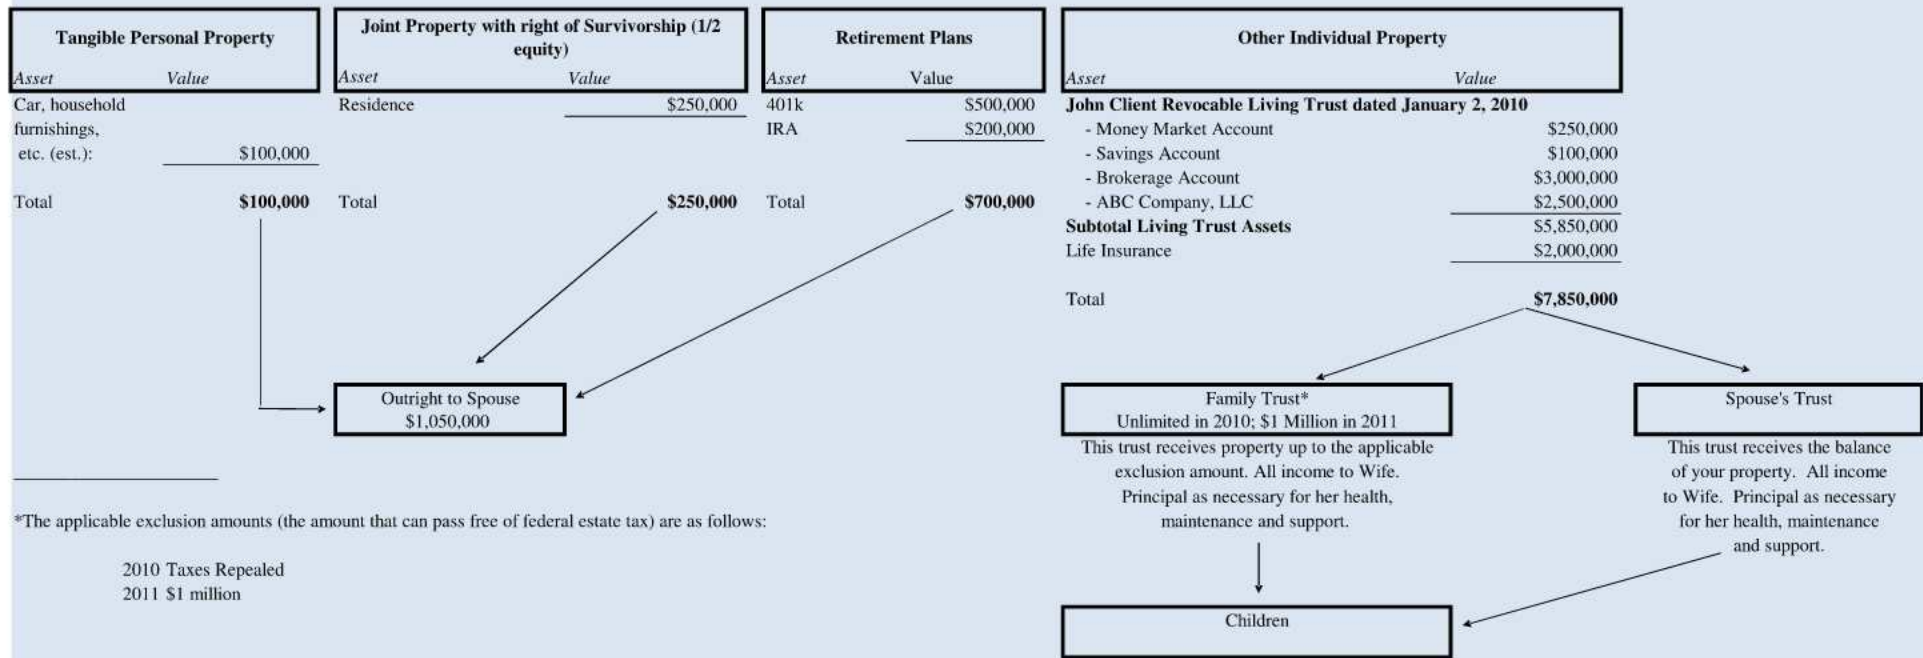 Tangible Personal Property
Asset Value
Car, household
furnishings,
etc. (est.): $100,000
Total $100,000
Joint Property with right of Survivorship (1/2
equity)
Asset Value
Residence $250,000
Total $250,000
Retirement Plans
Asset Value
401k $500,000
IRA $200,000
Total $700,000
Other Individual Property
Asset Value
John Client Revocable Living Trust dated January 2, 2010
- Money Market Account $250,000
- Savings Account $100,000
- Brokerage Account $3,000,000
- ABC Company, LLC $2,500,000
Subtotal Living Trust Assets $5,850,000
Life Insurance $2,000,000
Total $7,850,000
Outright to Spouse
$1,050,000
Family Trust*
Unlimited in 2010; $1 Million in 2011
This trust receives property up to the applicable
exclusion amount. All income to Wife.
Principal as necessary for her health,
maintenance and support.
Spouse's Trust
This trust receives the balance
of your property. All income
to Wife. Principal as necessary
for her health, maintenance
and support.
Children
*The applicable exclusion amounts (the amount that can pass free of federal estate tax) are as follows:
2010 Taxes Repealed
2011 $1 million